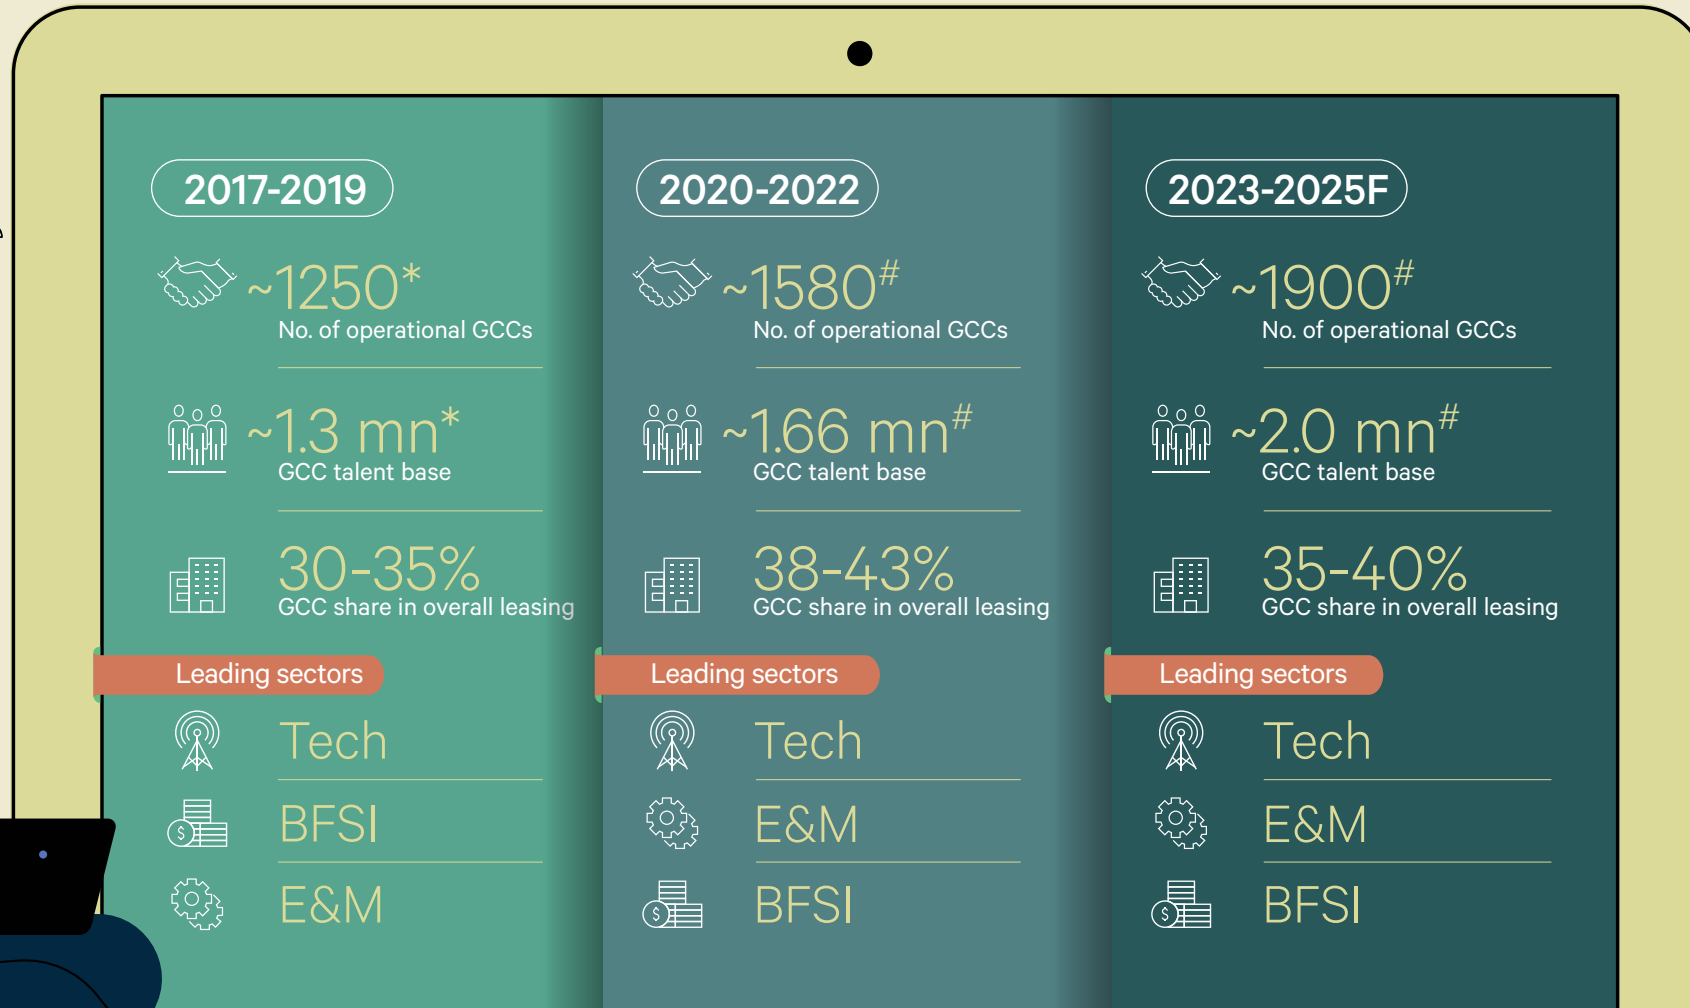 2017-2019
~1250*
No. of operational GCCs
~1.3 mn*
GCC talent base
30-35%
GCC share in overall leasing
Leading sectors
Tech
BFSI
E&M
2020-2022
~1580#
No. of operational GCCs
~1.66 mn#
GCC talent base
38-43%
GCC share in overall leasing
Leading sectors
Tech
E&M
BFSI
2023-2025F
~1900#
No. of operational GCCs
~2.0 mn#
GCC talent base
35-40%
GCC share in overall leasing
Leading sectors
Tech
E&M
BFSI